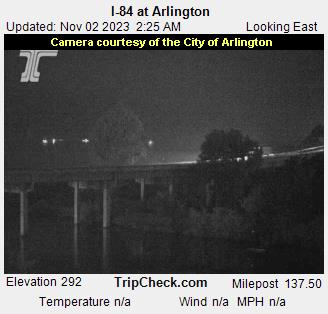 I-84 at Arlington
Updated: Nov 02 2023 2:25 AM Looking East
Camera courtesy of the City of Arlington
Elevation 292 TripCheck.com Milepost 137.50
Temperature n/a Wind n/a MPH n/a